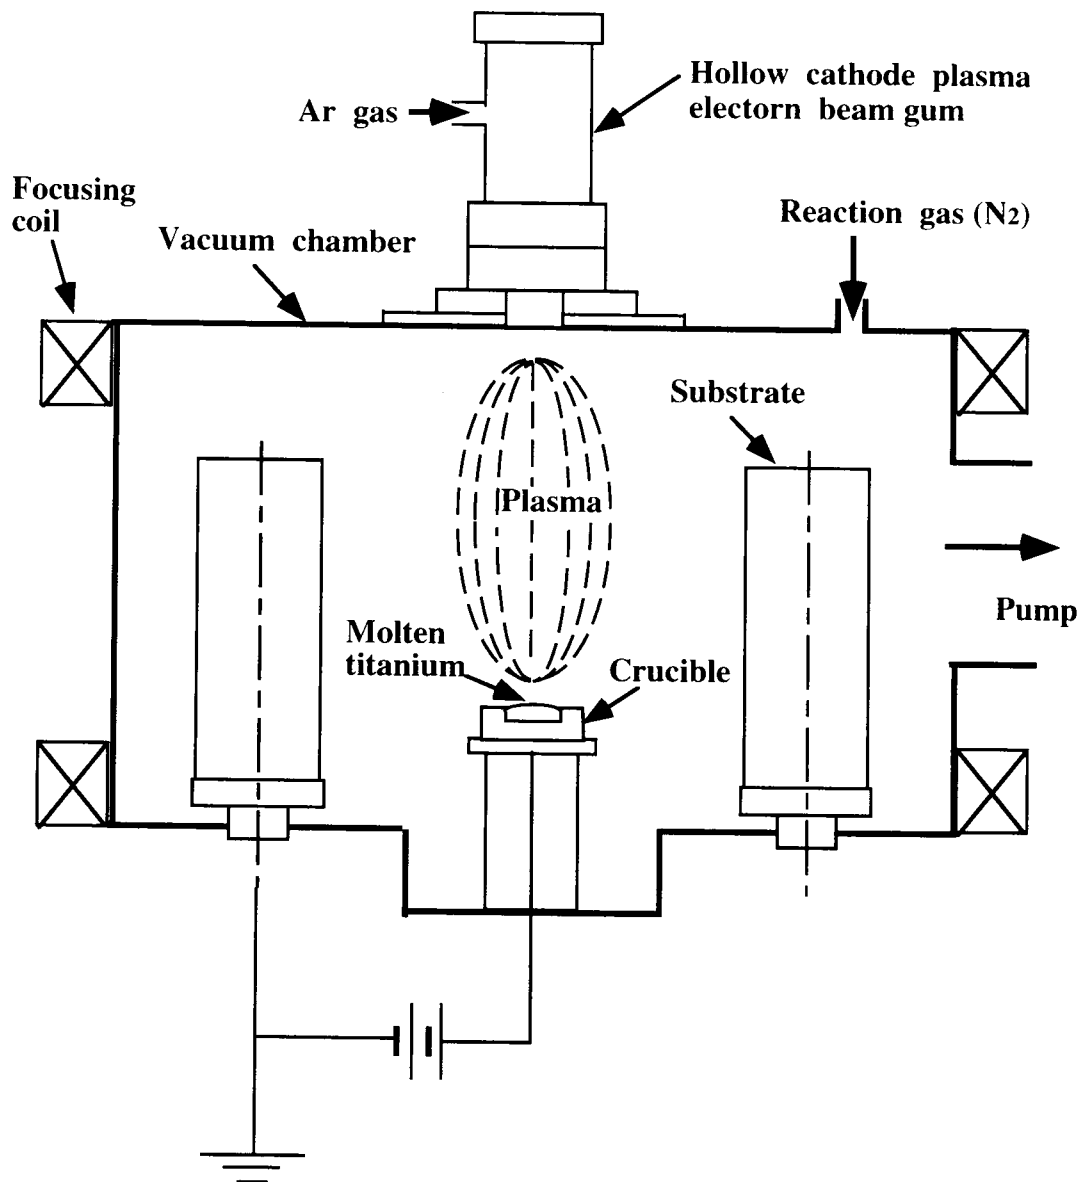 Hollow cathode plasma
electorn beam gum
Ar gas
Focusing
coil
Vacuum chamber
Reaction gas (N2)
Substrate
Plasma
Pump
Molten
titanium
Crucible